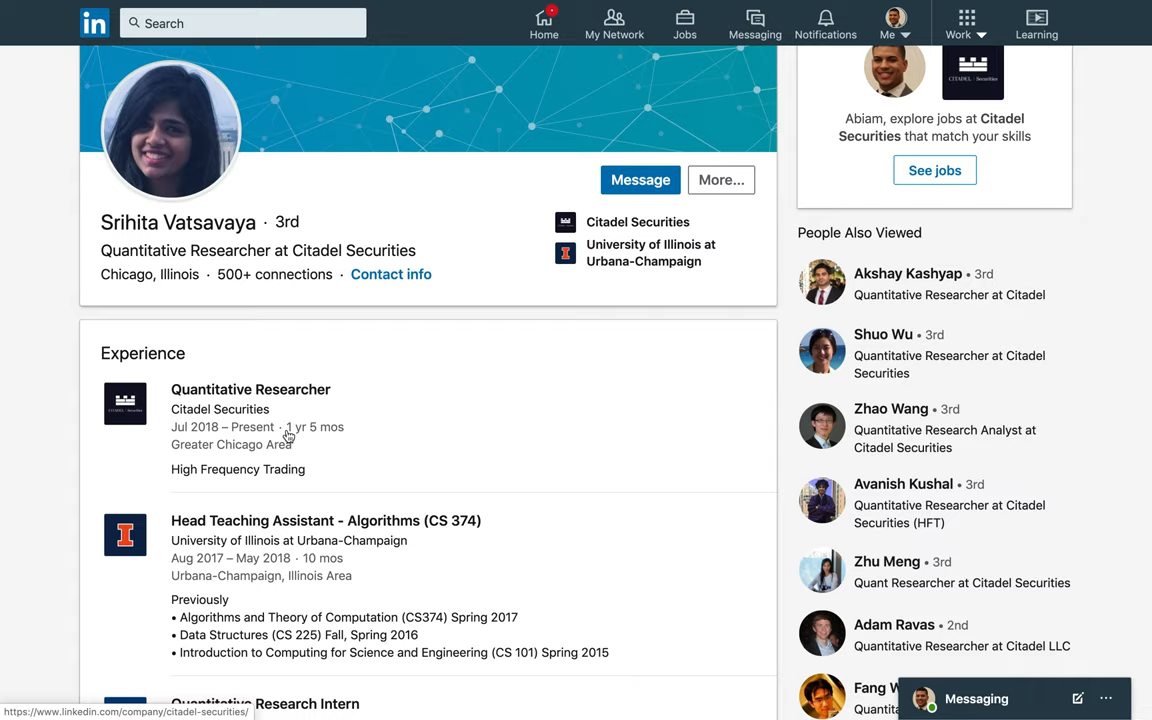 in
Search
Home
My Network
Jobs
Messaging
Notifications
Me
Work
Learning
CITADEL | Securities
Abiam, explore jobs at Citadel
Securities that match your skills
See jobs
Message
More...
Srihita Vatsavaya · 3rd
Quantitative Researcher at Citadel Securities
Chicago, Illinois · 500+ connections · Contact info
Citadel Securities
University of Illinois at
Urbana-Champaign
Experience
Quantitative Researcher
Citadel Securities
Jul 2018 – Present · 1 yr 5 mos
Greater Chicago Area
High Frequency Trading
Head Teaching Assistant - Algorithms (CS 374)
University of Illinois at Urbana-Champaign
Aug 2017 – May 2018 · 10 mos
Urbana-Champaign, Illinois Area
Previously
• Algorithms and Theory of Computation (CS374) Spring 2017
• Data Structures (CS 225) Fall, Spring 2016
• Introduction to Computing for Science and Engineering (CS 101) Spring 2015
Quantitative Research Intern
People Also Viewed
Akshay Kashyap • 3rd
Quantitative Researcher at Citadel
Shuo Wu • 3rd
Quantitative Researcher at Citadel
Securities
Zhao Wang • 3rd
Quantitative Research Analyst at
Citadel Securities
Avanish Kushal • 3rd
Quantitative Researcher at Citadel
Securities (HFT)
Zhu Meng • 3rd
Quant Researcher at Citadel Securities
Adam Ravas • 2nd
Quantitative Researcher at Citadel LLC
Fang
Messaging
https://www.linkedin.com/company/citadel-securities/